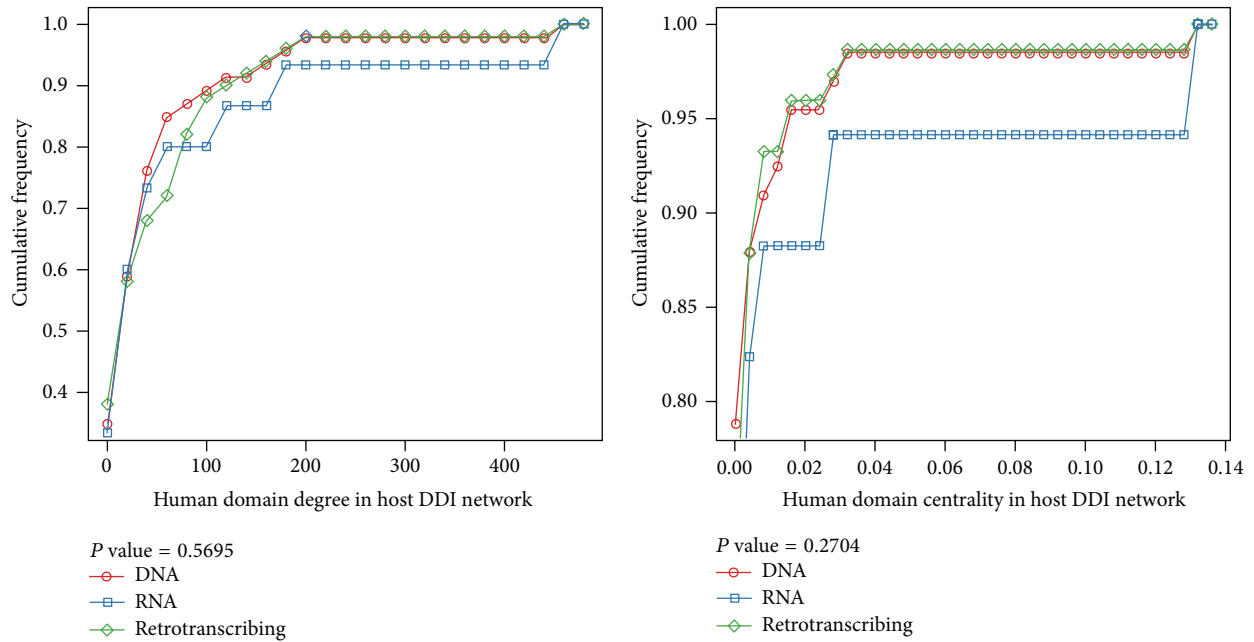 1.0
0.9
0.8
0.7
0.6
0.5
0.4
Cumulative frequency
0 100 200 300 400
Human domain degree in host DDI network
P value = 0.5695
DNA
RNA
Retrotranscribing
1.00
0.95
0.90
0.85
0.80
Cumulative frequency
0.00 0.02 0.04 0.06 0.08 0.10 0.12 0.14
Human domain centrality in host DDI network
P value = 0.2704
DNA
RNA
Retrotranscribing